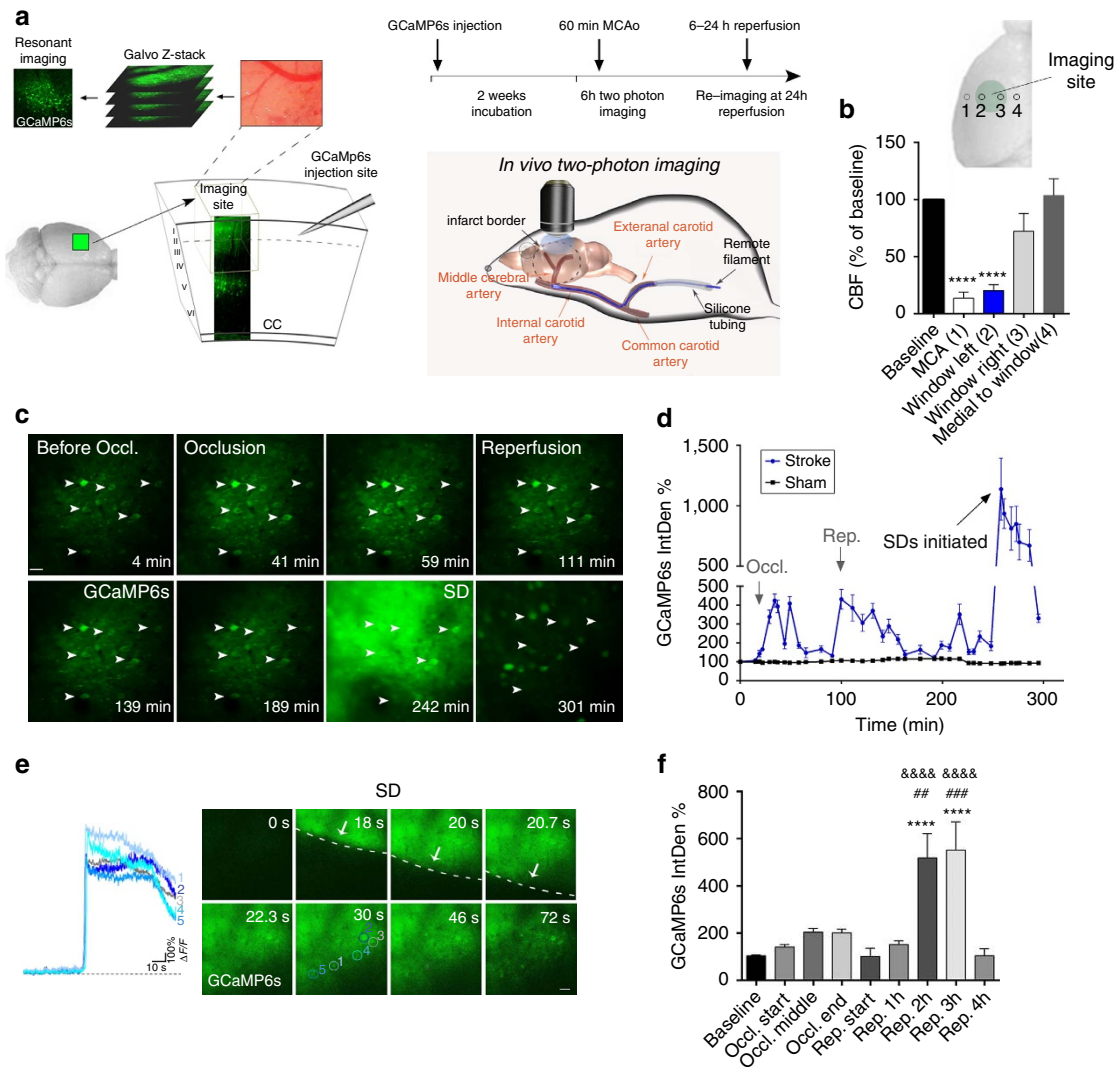 a
Resonant
imaging
Galvo Z-stack
GCaMP6s
GCaMp6s
injection site
Imaging
site
I
II
III
IV
V
VI
CC
GCaMP6s injection
60 min MCAo
6–24 h reperfusion
2 weeks
incubation
6h two photon
imaging
Re–imaging at 24h
reperfusion
In vivo two-photon imaging
infarct border
Exteranal carotid
artery
Remote
filament
Middle cerebral
artery
Internal carotid
artery
Silicone
tubing
Common carotid
artery
b
Imaging
site
1 2 3 4
CBF (% of baseline)
150
100
50
0
**** ****
Baseline
MCA (1)
Window left (2)
Window right (3)
Medial to window(4)
c
Before Occl.
4 min
Occlusion
41 min
59 min
Reperfusion
111 min
GCaMP6s
139 min
189 min
SD
242 min
301 min
d
GCaMP6s IntDen %
1,500
1,000
500
500
400
300
200
100
0
Stroke
Sham
Occl.
Rep.
SDs initiated
0 100 200 300
Time (min)
e
SD
1
2
3
4
5
100%
ΔF/F
10 s
0 s
18 s
20 s
20.7 s
22.3 s
GCaMP6s
30 s
3
4
1
5
46 s
72 s
f
GCaMP6s IntDen %
800
600
400
200
0
&&&& &&&&
## ###
**** ****
Baseline
Occl. start
Occl. middle
Occl. end
Rep. start
Rep. 1h
Rep. 2h
Rep. 3h
Rep. 4h